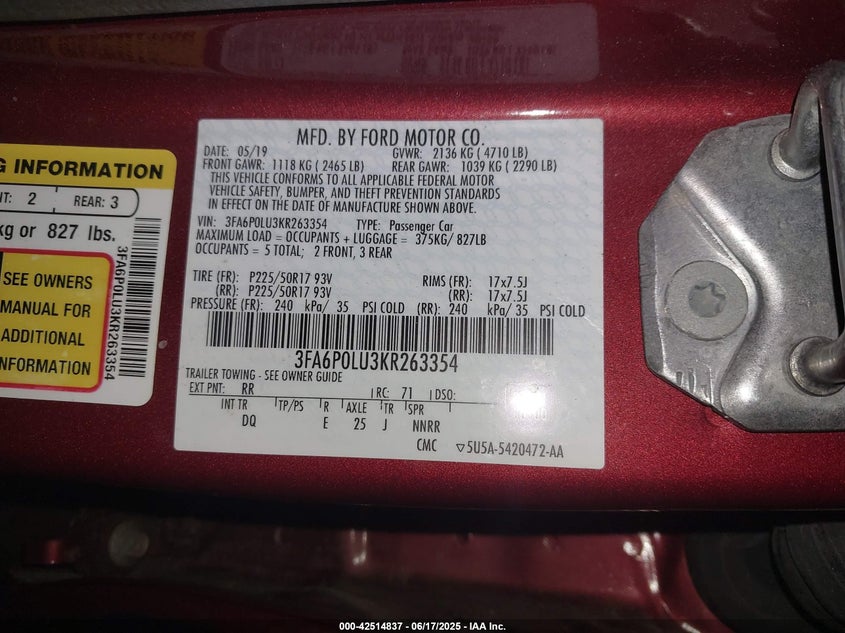 MFD. BY FORD MOTOR CO.
DATE: 05/19 GVWR: 2136 KG ( 4710 LB)
FRONT GAWR: 1118 KG ( 2465 LB) REAR GAWR: 1039 KG ( 2290 LB)
THIS VEHICLE CONFORMS TO ALL APPLICABLE FEDERAL MOTOR
VEHICLE SAFETY, BUMPER, AND THEFT PREVENTION STANDARDS
IN EFFECT ON THE DATE OF MANUFACTURE SHOWN ABOVE.
VIN: 3FA6P0LU3KR263354 TYPE: Passenger Car
MAXIMUM LOAD = OCCUPANTS + LUGGAGE = 375KG/ 827LB
OCCUPANTS = 5 TOTAL; 2 FRONT, 3 REAR
TIRE (FR): P225/50R17 93V RIMS (FR): 17x7.5J
(RR): P225/50R17 93V (RR): 17x7.5J
PRESSURE (FR): 240 kPa/ 35 PSI COLD (RR): 240 kPa/ 35 PSI COLD
3FA6P0LU3KR263354
TRAILER TOWING - SEE OWNER GUIDE
EXT PNT: RR RC: 71 DSO:
INT TR TP/PS R AXLE TR SPR
DQ E 25 J NNRR
CMC ▽5U5A-5420472-AA
INFORMATION
2 REAR: 3
kg or 827 lbs.
SEE OWNERS
MANUAL FOR
ADDITIONAL
INFORMATION
3FA6P0LU3KR263354
000-42514837 - 06/17/2025 - IAA Inc.